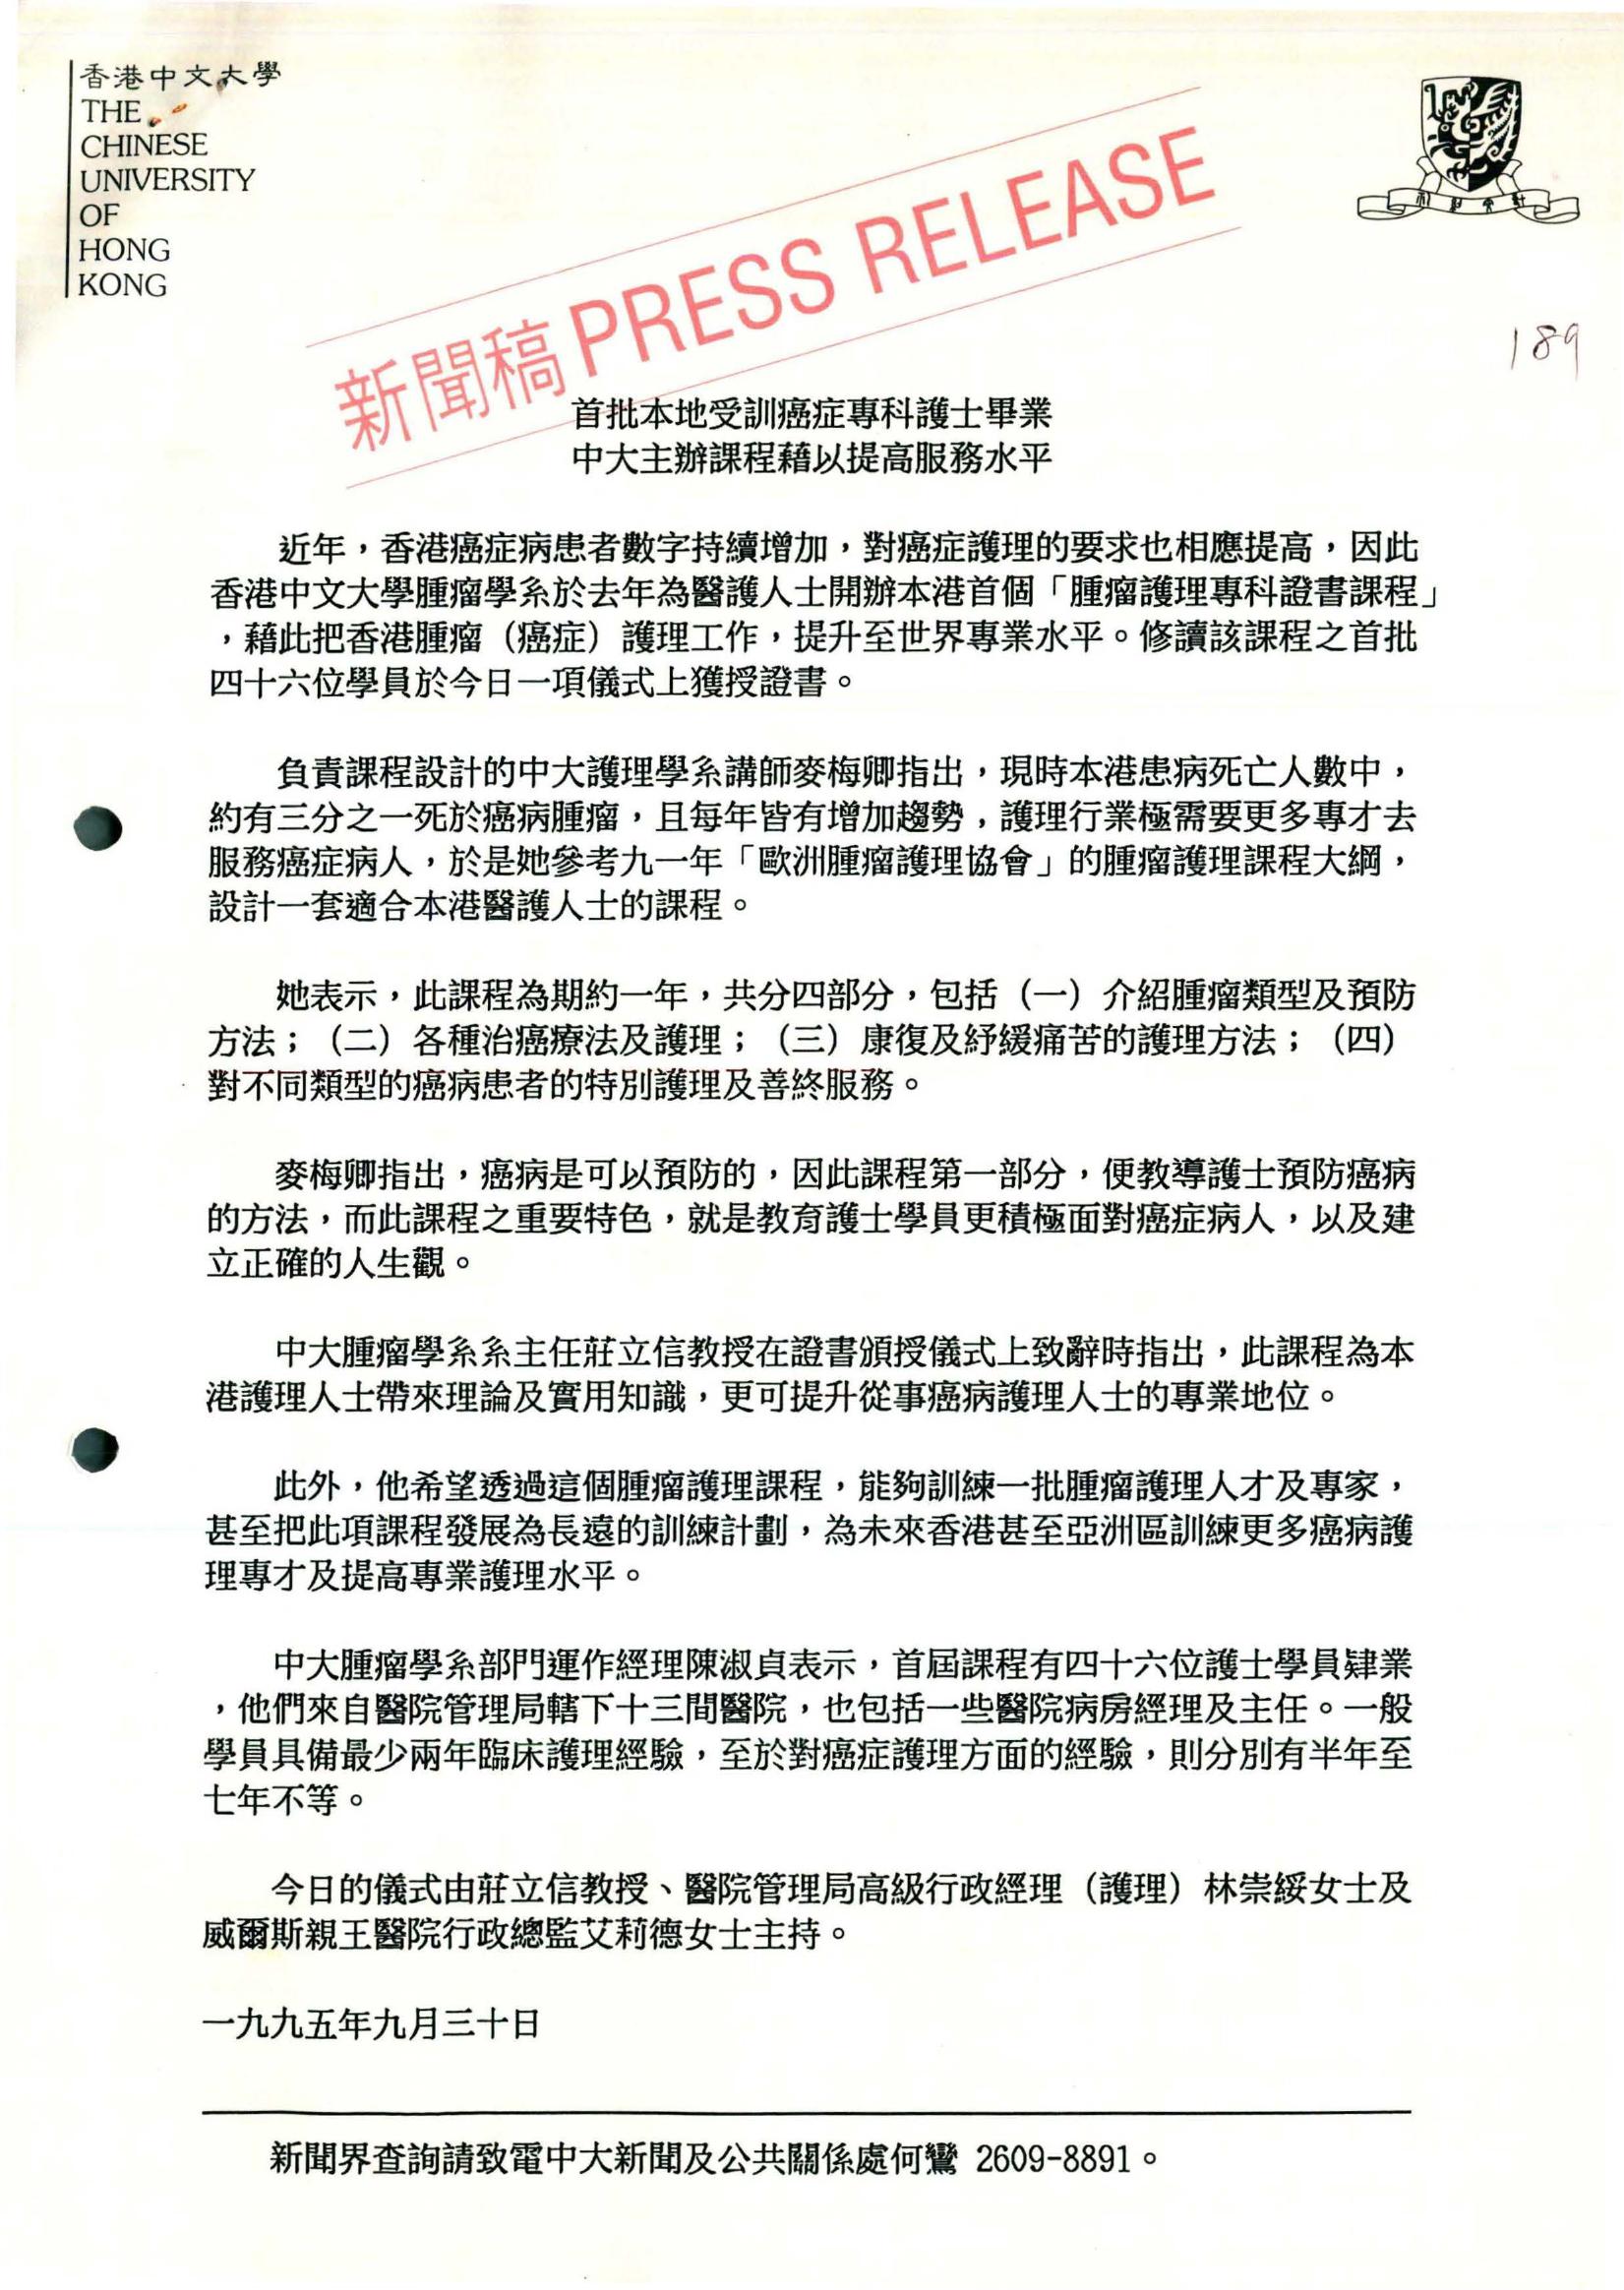 香港中文大學
THE
CHINESE
UNIVERSITY
OF
HONG
KONG
新聞稿 PRESS RELEASE
189
首批本地受訓癌症專科護士畢業
中大主辦課程藉以提高服務水平
近年，香港癌症病患者數字持續增加，對癌症護理的要求也相應提高，因此
香港中文大學腫瘤學系於去年為醫護人士開辦本港首個「腫瘤護理專科證書課程」
，藉此把香港腫瘤（癌症）護理工作，提升至世界專業水平。修讀該課程之首批
四十六位學員於今日一項儀式上獲授證書。
負責課程設計的中大護理學系講師麥梅卿指出，現時本港患病死亡人數中，
約有三分之一死於癌病腫瘤，且每年皆有增加趨勢，護理行業極需要更多專才去
服務癌症病人，於是她參考九一年「歐洲腫瘤護理協會」的腫瘤護理課程大綱，
設計一套適合本港醫護人士的課程。
她表示，此課程為期約一年，共分四部分，包括（一）介紹腫瘤類型及預防
方法；（二）各種治癌療法及護理；（三）康復及紓緩痛苦的護理方法；（四）
對不同類型的癌病患者的特別護理及善終服務。
麥梅卿指出，癌病是可以預防的，因此課程第一部分，便教導護士預防癌病
的方法，而此課程之重要特色，就是教育護士學員更積極面對癌症病人，以及建
立正確的人生觀。
中大腫瘤學系系主任莊立信教授在證書頒授儀式上致辭時指出，此課程為本
港護理人士帶來理論及實用知識，更可提升從事癌病護理人士的專業地位。
此外，他希望透過這個腫瘤護理課程，能夠訓練一批腫瘤護理人才及專家，
甚至把此項課程發展為長遠的訓練計劃，為未來香港甚至亞洲區訓練更多癌病護
理專才及提高專業護理水平。
中大腫瘤學系部門運作經理陳淑貞表示，首屆課程有四十六位護士學員肄業
，他們來自醫院管理局轄下十三間醫院，也包括一些醫院病房經理及主任。一般
學員具備最少兩年臨床護理經驗，至於對癌症護理方面的經驗，則分別有半年至
七年不等。
今日的儀式由莊立信教授、醫院管理局高級行政經理（護理）林崇綏女士及
威爾斯親王醫院行政總監艾莉德女士主持。
一九九五年九月三十日
新聞界查詢請致電中大新聞及公共關係處何鸞 2609-8891。